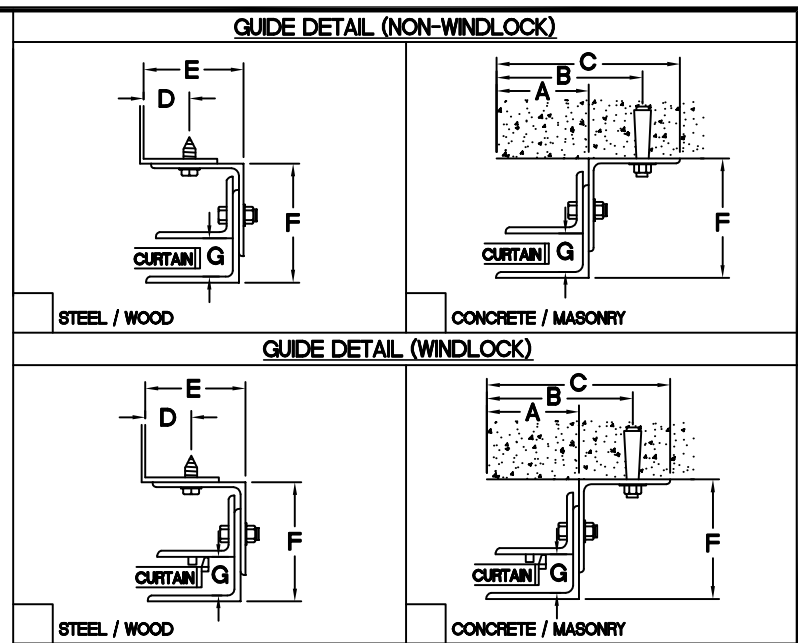 GUIDE DETAIL (NON-WINDLOCK)
E
D
F
G
CURTAIN
STEEL / WOOD
C
B
A
F
G
CURTAIN
CONCRETE / MASONRY
GUIDE DETAIL (WINDLOCK)
E
D
F
G
CURTAIN
STEEL / WOOD
C
B
A
F
G
CURTAIN
CONCRETE / MASONRY